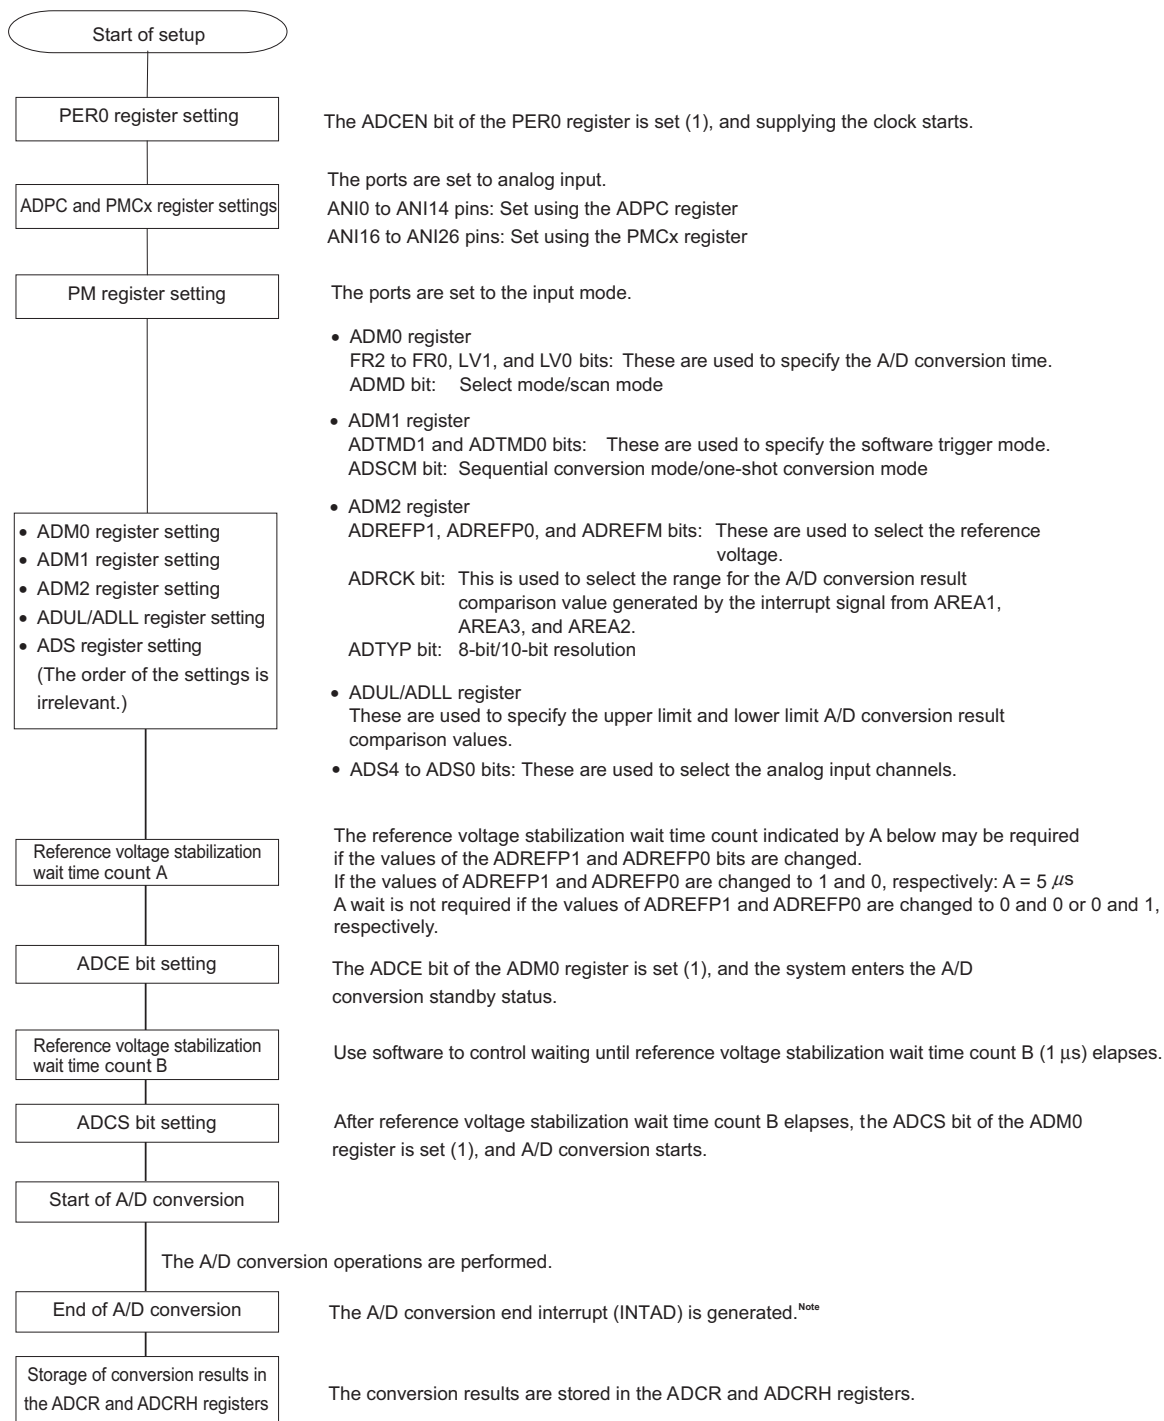 Start of setup
PER0 register setting
The ADCEN bit of the PER0 register is set (1), and supplying the clock starts.
ADPC and PMCx register settings
The ports are set to analog input.
ANI0 to ANI14 pins: Set using the ADPC register
ANI16 to ANI26 pins: Set using the PMCx register
PM register setting
The ports are set to the input mode.
• ADM0 register
FR2 to FR0, LV1, and LV0 bits: These are used to specify the A/D conversion time.
ADMD bit: Select mode/scan mode
• ADM1 register
ADTMD1 and ADTMD0 bits: These are used to specify the software trigger mode.
ADSCM bit: Sequential conversion mode/one-shot conversion mode
• ADM2 register
ADREFP1, ADREFP0, and ADREFM bits: These are used to select the reference
voltage.
ADRCK bit: This is used to select the range for the A/D conversion result
comparison value generated by the interrupt signal from AREA1,
AREA3, and AREA2.
ADTYP bit: 8-bit/10-bit resolution
• ADUL/ADLL register
These are used to specify the upper limit and lower limit A/D conversion result
comparison values.
• ADS4 to ADS0 bits: These are used to select the analog input channels.
• ADM0 register setting
• ADM1 register setting
• ADM2 register setting
• ADUL/ADLL register setting
• ADS register setting
(The order of the settings is
irrelevant.)
Reference voltage stabilization
wait time count A
The reference voltage stabilization wait time count indicated by A below may be required
if the values of the ADREFP1 and ADREFP0 bits are changed.
If the values of ADREFP1 and ADREFP0 are changed to 1 and 0, respectively: A = 5 μs
A wait is not required if the values of ADREFP1 and ADREFP0 are changed to 0 and 0 or 0 and 1,
respectively.
ADCE bit setting
The ADCE bit of the ADM0 register is set (1), and the system enters the A/D
conversion standby status.
Reference voltage stabilization
wait time count B
Use software to control waiting until reference voltage stabilization wait time count B (1 μs) elapses.
ADCS bit setting
After reference voltage stabilization wait time count B elapses, the ADCS bit of the ADM0
register is set (1), and A/D conversion starts.
Start of A/D conversion
The A/D conversion operations are performed.
End of A/D conversion
The A/D conversion end interrupt (INTAD) is generated.Note
Storage of conversion results in
the ADCR and ADCRH registers
The conversion results are stored in the ADCR and ADCRH registers.